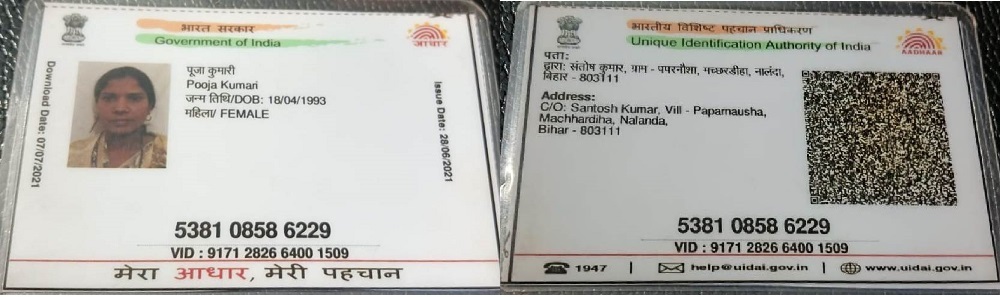 भारत सरकार
Government of India
आधार
Download Date: 07/07/2021
पूजा कुमारी
Pooja Kumari
जन्म तिथि/DOB: 18/04/1993
महिला/ FEMALE
Issue Date: 28/06/2021
5381 0858 6229
VID : 9171 2826 6400 1509
मेरा आधार, मेरी पहचान
भारतीय विशिष्ट पहचान प्राधिकरण
Unique Identification Authority of India
AADHAAR
पता:
द्वारा: संतोष कुमार, ग्राम - पपरनौशा, मच्छरडीहा, नालंदा,
बिहार - 803111
Address:
C/O: Santosh Kumar, Vill - Paparnausha,
Machhardiha, Nalanda,
Bihar - 803111
5381 0858 6229
VID : 9171 2826 6400 1509
1947 | help@uidai.gov.in | www.uidai.gov.in